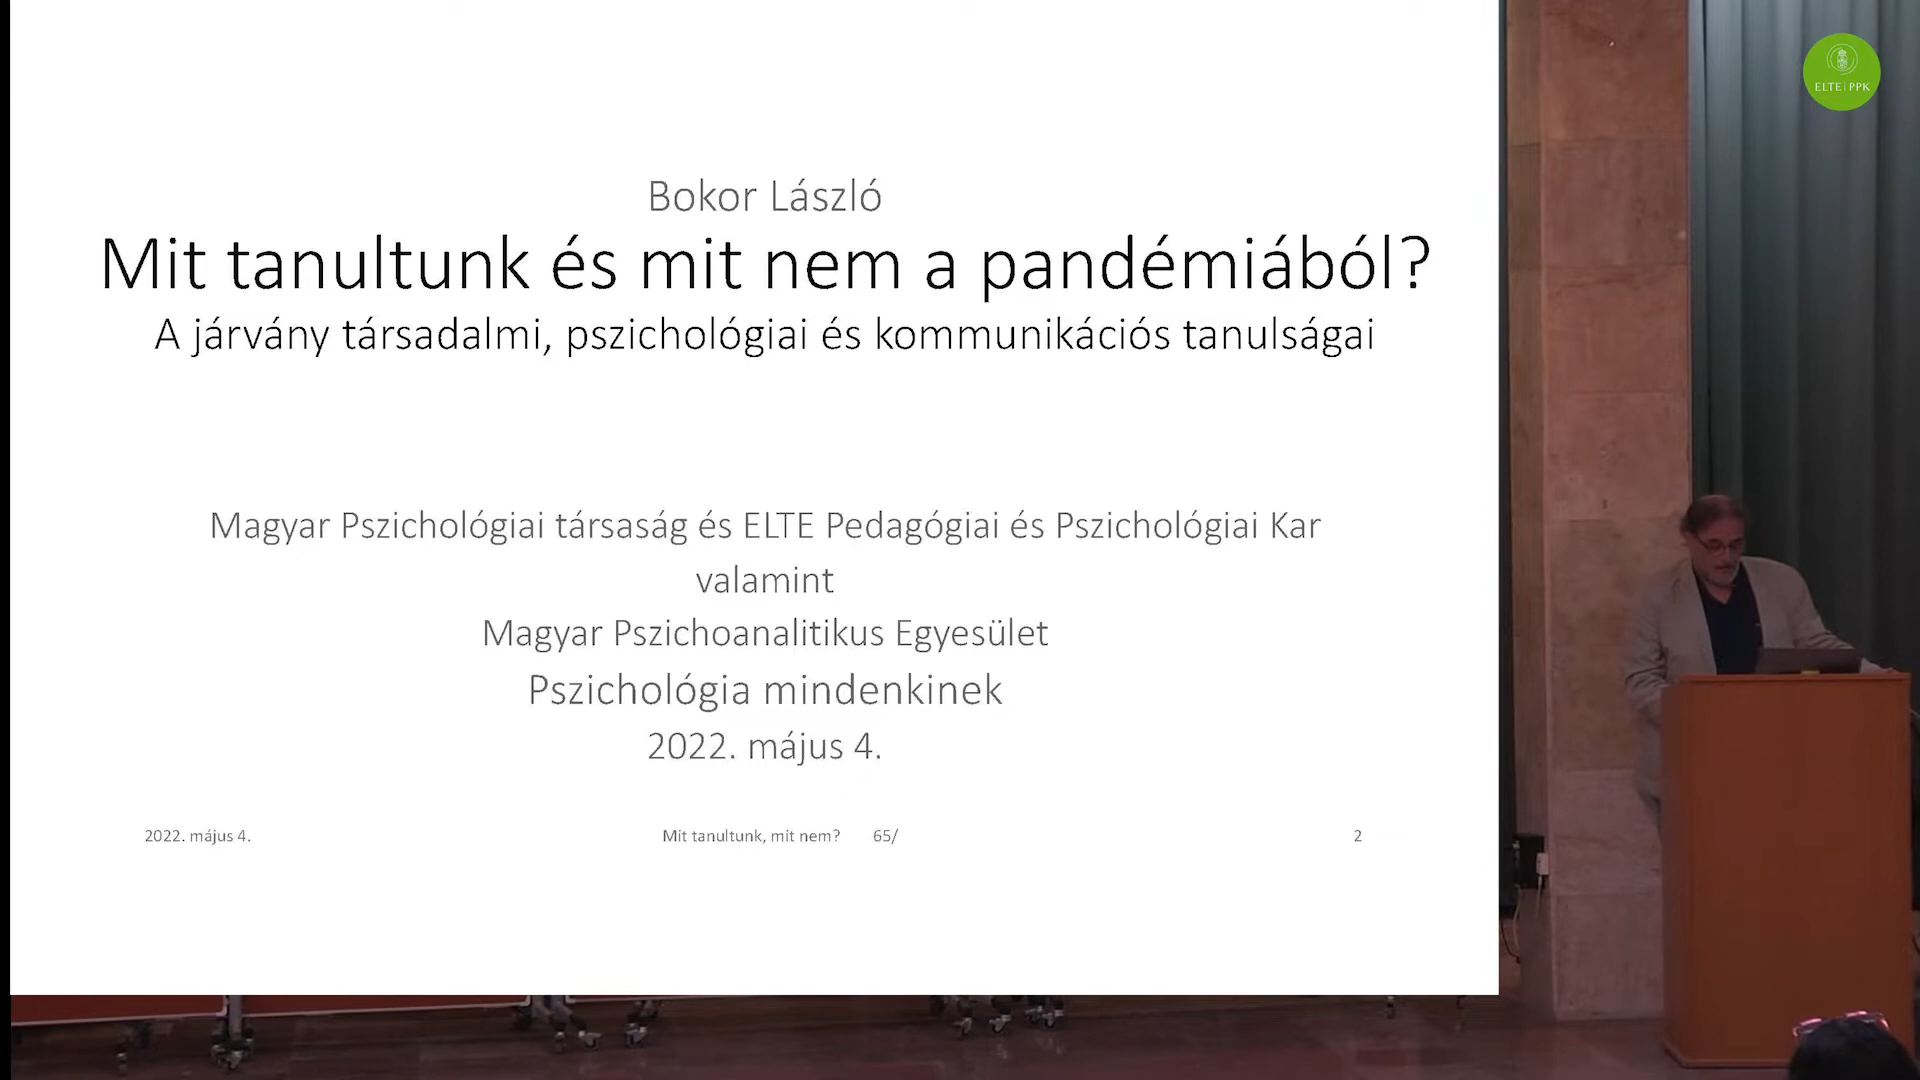 Bokor László
Mit tanultunk és mit nem a pandémiából?
A járvány társadalmi, pszichológiai és kommunikációs tanulságai
Magyar Pszichológiai társaság és ELTE Pedagógiai és Pszichológiai Kar
valamint
Magyar Pszichoanalitikus Egyesület
Pszichológia mindenkinek
2022. május 4.
2022. május 4. Mit tanultunk, mit nem? 65/ 2
ELTE | PPK